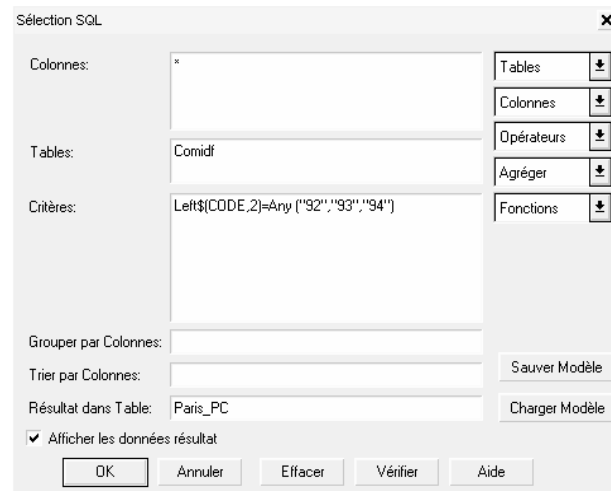 Sélection SQL
Colonnes:
*
Tables
Colonnes
Opérateurs
Tables:
Comidf
Agréger
Critères:
Left$(CODE,2)=Any ("92","93","94")
Fonctions
Grouper par Colonnes:
Trier par Colonnes:
Sauver Modèle
Résultat dans Table:
Paris_PC
Charger Modèle
Afficher les données résultat
OK
Annuler
Effacer
Vérifier
Aide